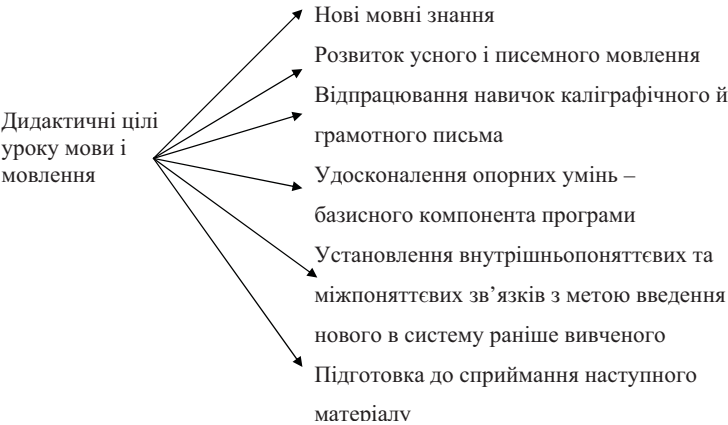 Дидактичні цілі
уроку мови і
мовлення
Нові мовні знання
Розвиток усного і писемного мовлення
Відпрацювання навичок каліграфічного й
грамотного письма
Удосконалення опорних умінь –
базисного компонента програми
Установлення внутрішньопоняттєвих та
міжпоняттєвих зв’язків з метою введення
нового в систему раніше вивченого
Підготовка до сприймання наступного
матеріалу